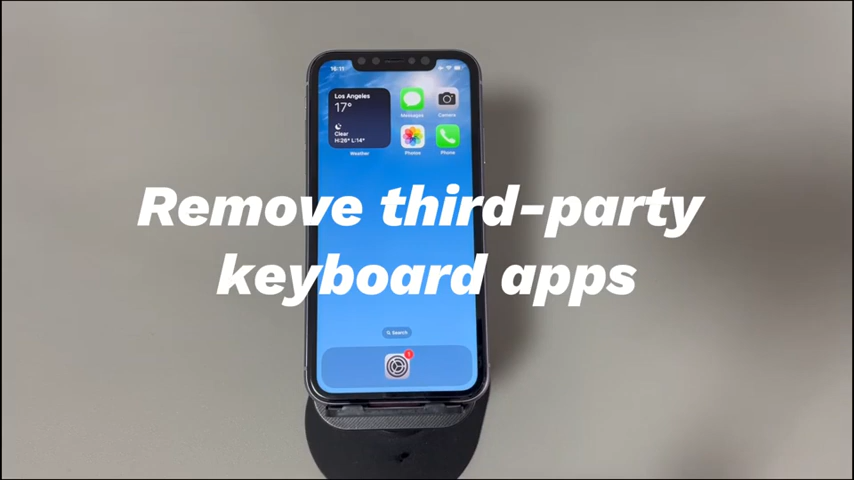 16:11
Los Angeles
17°
Clear
H:26° L:14°
Weather
Messages
Camera
Photos
Phone
Remove third-party
keyboard apps
Search
1